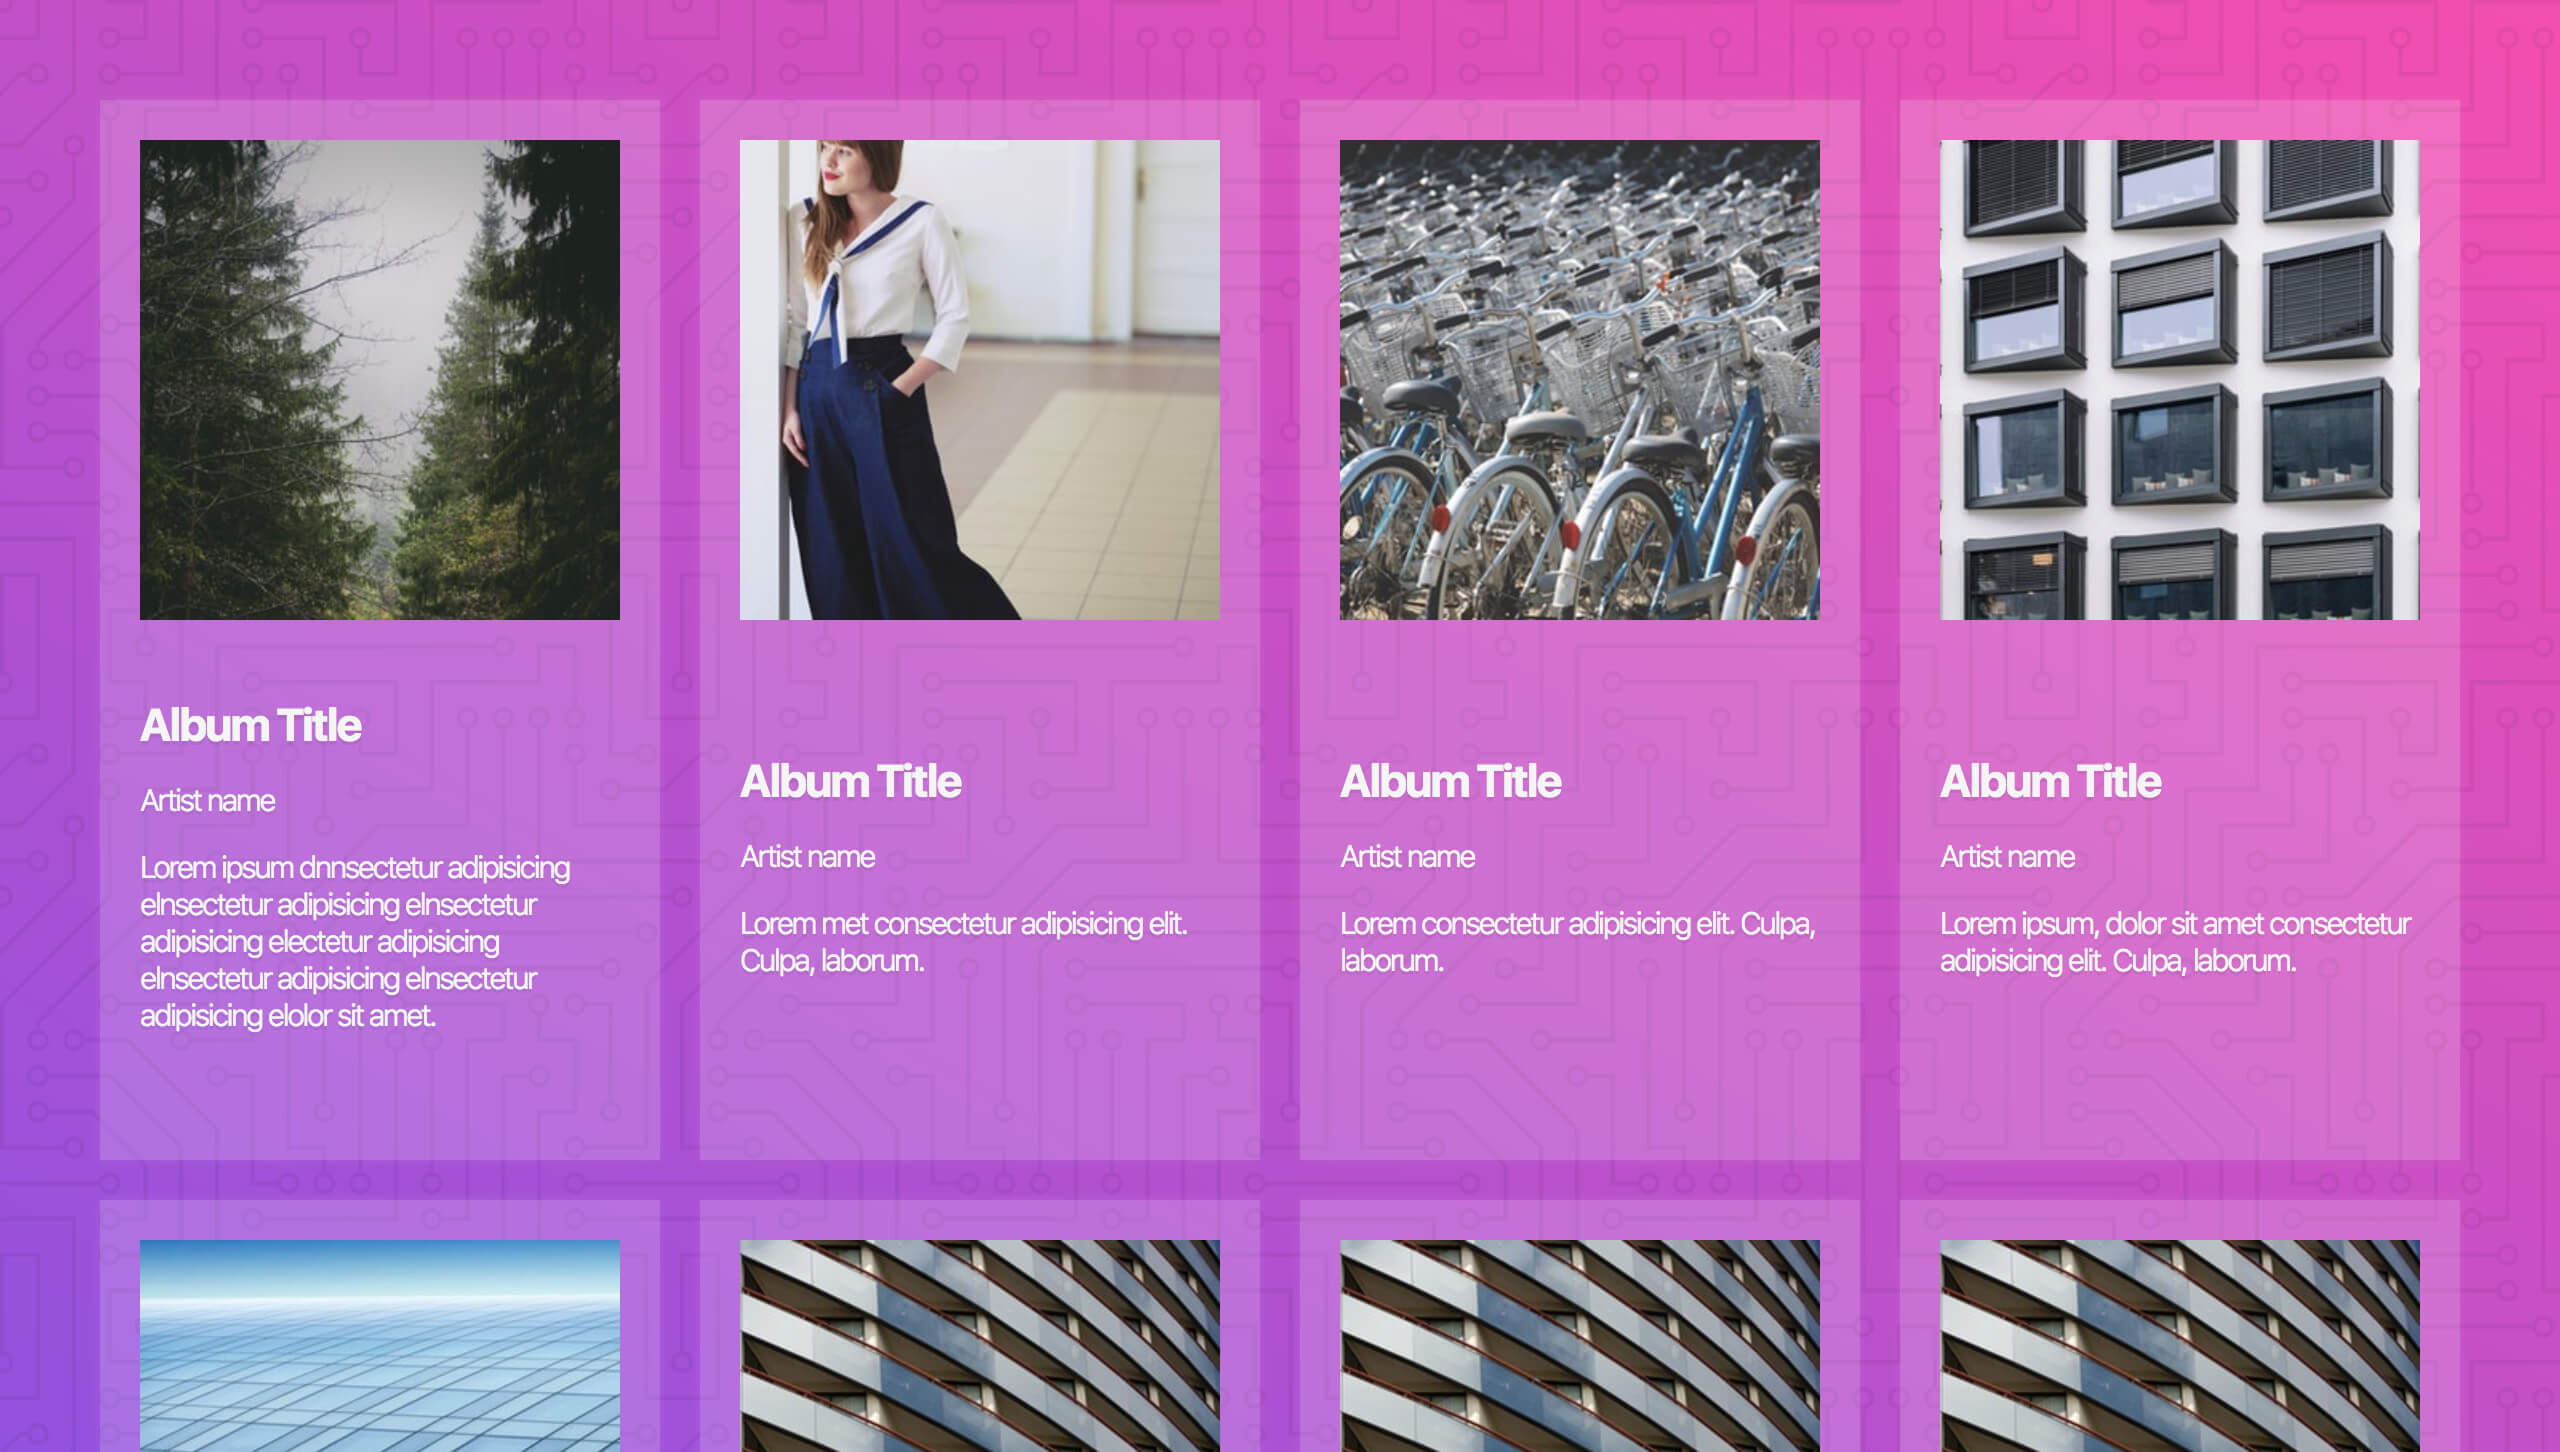 Album Title
Artist name
Lorem ipsum dnnsectetur adipisicing
elnsectetur adipisicing elnsectetur
adipisicing electetur adipisicing
elnsectetur adipisicing elnsectetur
adipisicing elolor sit amet.
Album Title
Artist name
Lorem met consectetur adipisicing elit.
Culpa, laborum.
Album Title
Artist name
Lorem consectetur adipisicing elit. Culpa,
laborum.
Album Title
Artist name
Lorem ipsum, dolor sit amet consectetur
adipisicing elit. Culpa, laborum.